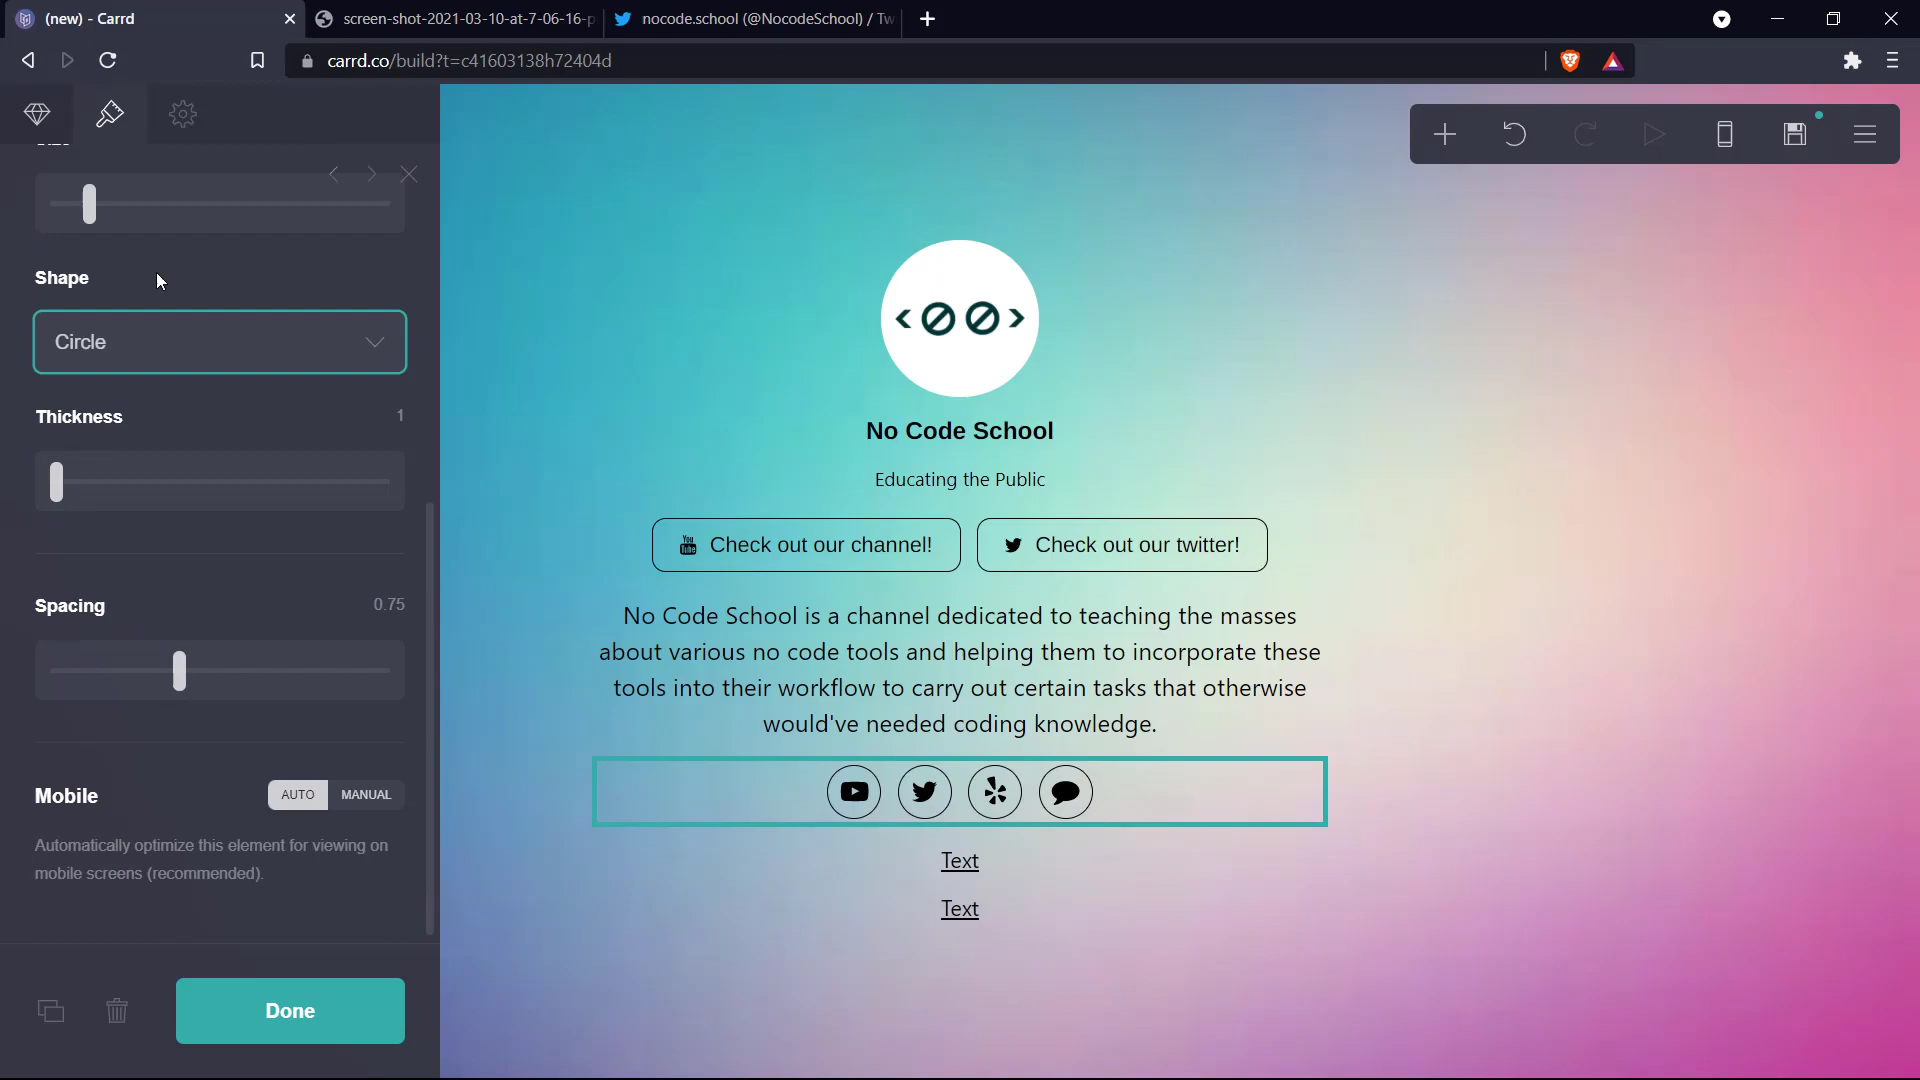 (new) - Carrd
screen-shot-2021-03-10-at-7-06-16-p
nocode.school (@NocodeSchool) / Tw
carrd.co/build?t=c41603138h72404d
Shape
Circle
Thickness
1
Spacing
0.75
Mobile
AUTO
MANUAL
Automatically optimize this element for viewing on
mobile screens (recommended).
Done
No Code School
Educating the Public
You
Tube
Check out our channel!
Check out our twitter!
No Code School is a channel dedicated to teaching the masses
about various no code tools and helping them to incorporate these
tools into their workflow to carry out certain tasks that otherwise
would've needed coding knowledge.
Text
Text